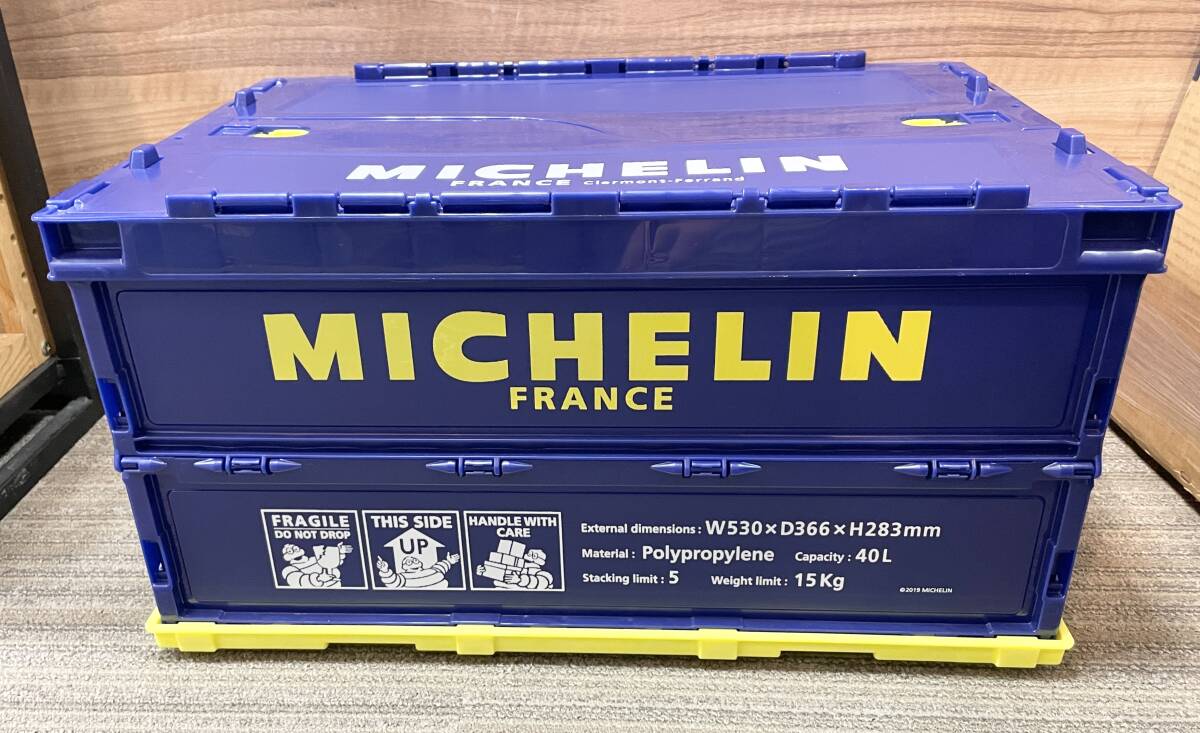 MICHELIN
FRANCE Clermont-Ferrand
MICHELIN
FRANCE
FRAGILE
DO NOT DROP
THIS SIDE
UP
HANDLE WITH
CARE
External dimensions : W530×D366×H283mm
Material : Polypropylene Capacity : 40L
Stacking limit : 5 Weight limit : 15Kg
©2019 MICHELIN